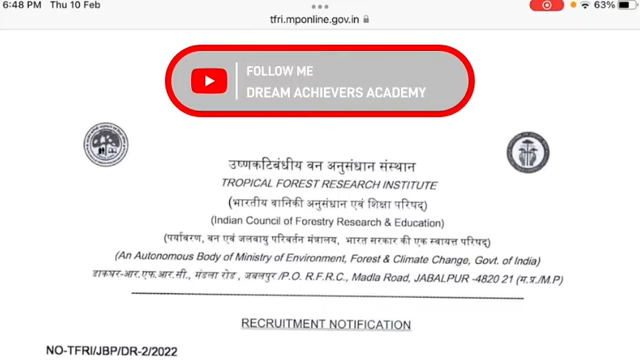 6:48 PM Thu 10 Feb
63%
tfri.mponline.gov.in
FOLLOW ME
DREAM ACHIEVERS ACADEMY
उष्णकटिबंधीय वन अनुसंधान संस्थान
TROPICAL FOREST RESEARCH INSTITUTE
(भारतीय वानिकी अनुसंधान एवं शिक्षा परिषद)
(Indian Council of Forestry Research & Education)
(पर्यावरण, वन एवं जलवायु परिवर्तन मंत्रालय, भारत सरकार की एक स्वायत्त परिषद)
(An Autonomous Body of Ministry of Environment, Forest & Climate Change, Govt. of India)
डाकघर-आर.एफ.आर.सी., मंडला रोड, जबलपुर/P.O. R.F.R.C., Madla Road, JABALPUR -4820 21 (म.प्र./M.P)
RECRUITMENT NOTIFICATION
NO-TFRI/JBP/DR-2/2022